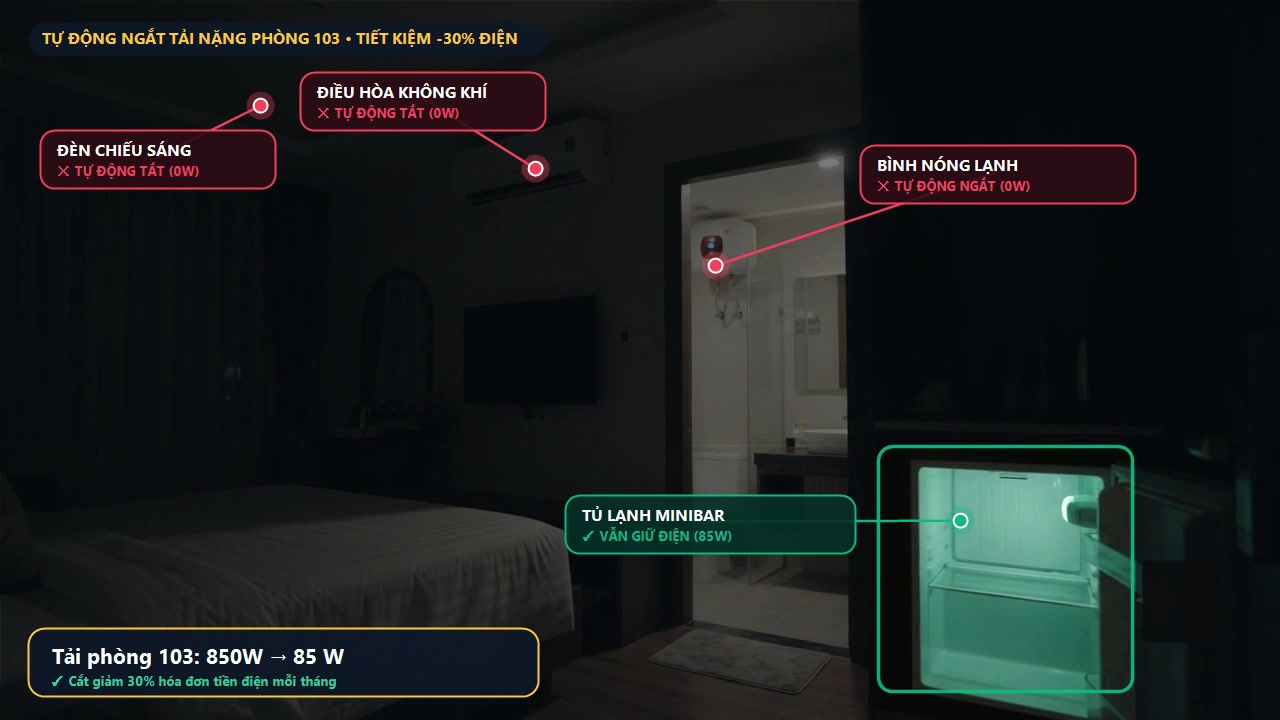 TỰ ĐỘNG NGẮT TẢI NẶNG PHÒNG 103 • TIẾT KIỆM -30% ĐIỆN
ĐIỀU HÒA KHÔNG KHÍ
✕ TỰ ĐỘNG TẮT (0W)
ĐÈN CHIẾU SÁNG
✕ TỰ ĐỘNG TẮT (0W)
BÌNH NÓNG LẠNH
✕ TỰ ĐỘNG NGẮT (0W)
TỦ LẠNH MINIBAR
✓ VẪN GIỮ ĐIỆN (85W)
Tải phòng 103: 850W → 85 W
✓ Cắt giảm 30% hóa đơn tiền điện mỗi tháng